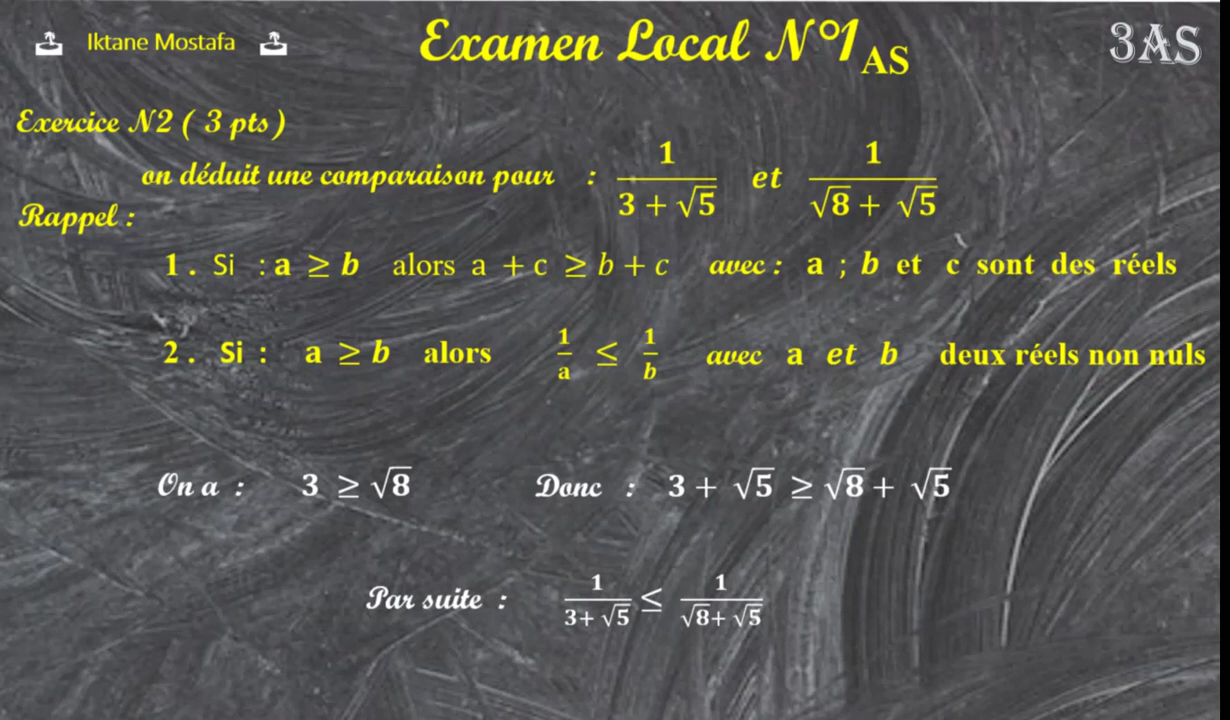 Iktane Mostafa
Examen Local N°1 AS
3AS
Exercice N2 ( 3 pts )
on déduit une comparaison pour : 1/(3 + √5) et 1/(√8 + √5)
Rappel :
1 . Si : a ≥ b alors a + c ≥ b + c avec : a ; b et c sont des réels
2 . Si : a ≥ b alors 1/a ≤ 1/b avec a et b deux réels non nuls
On a : 3 ≥ √8 Donc : 3 + √5 ≥ √8 + √5
Par suite : 1/(3+ √5) ≤ 1/(√8+ √5)